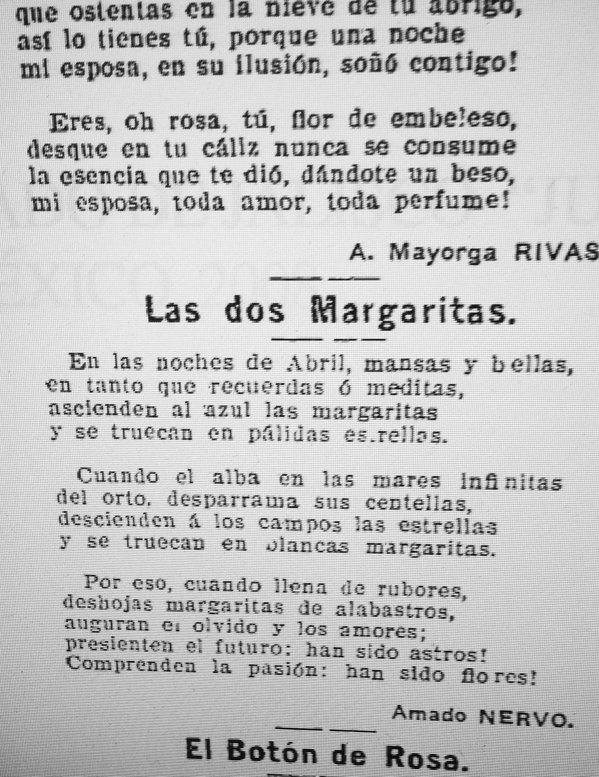 que ostentas en la nieve de tu abrigo,
así lo tienes tú, porque una noche
mi esposa, en su ilusión, soñó contigo!
Eres, oh rosa, tú, flor de embeleso,
desque en tu cáliz nunca se consume
la esencia que te dió, dándote un beso,
mi esposa, toda amor, toda perfume!
A. Mayorga RIVAS
Las dos Margaritas.
En las noches de Abril, mansas y bellas,
en tanto que recuerdas ó meditas,
ascienden al azul las margaritas
y se truecan en pálidas estrellas.
Cuando el alba en las mares infinitas
del orto, desparrama sus centellas,
descienden á los campos las estrellas
y se truecan en blancas margaritas.
Por eso, cuando llena de rubores,
deshojas margaritas de alabastros,
auguran el olvido y los amores;
presienten el futuro: han sido astros!
Comprenden la pasión: han sido flores!
Amado NERVO.
El Botón de Rosa.